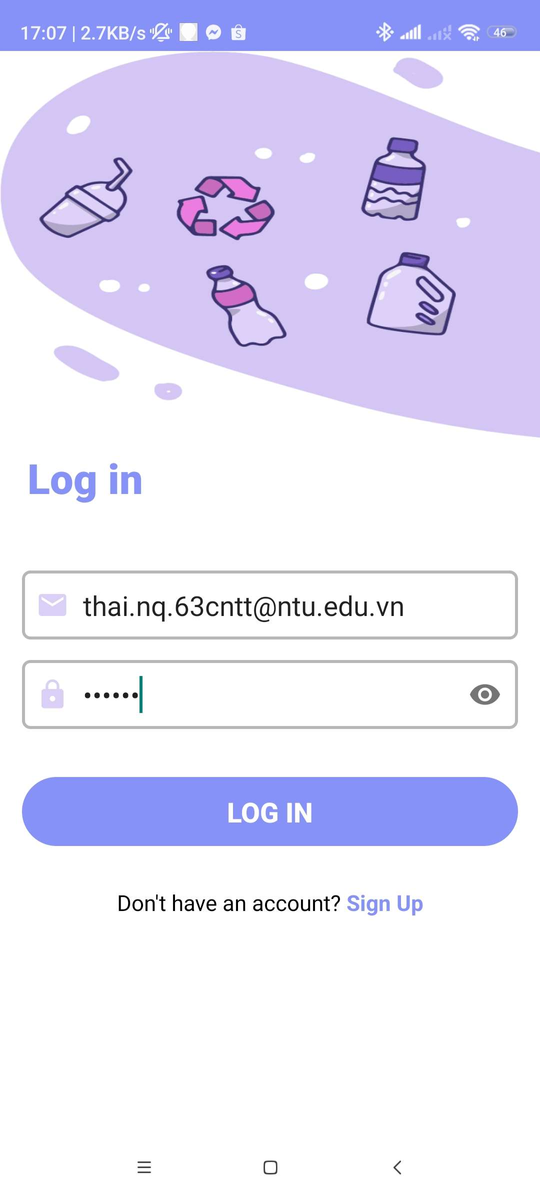 17:07 | 2.7KB/s 46
Log in
thai.nq.63cntt@ntu.edu.vn
••••••
LOG IN
Don't have an account? Sign Up